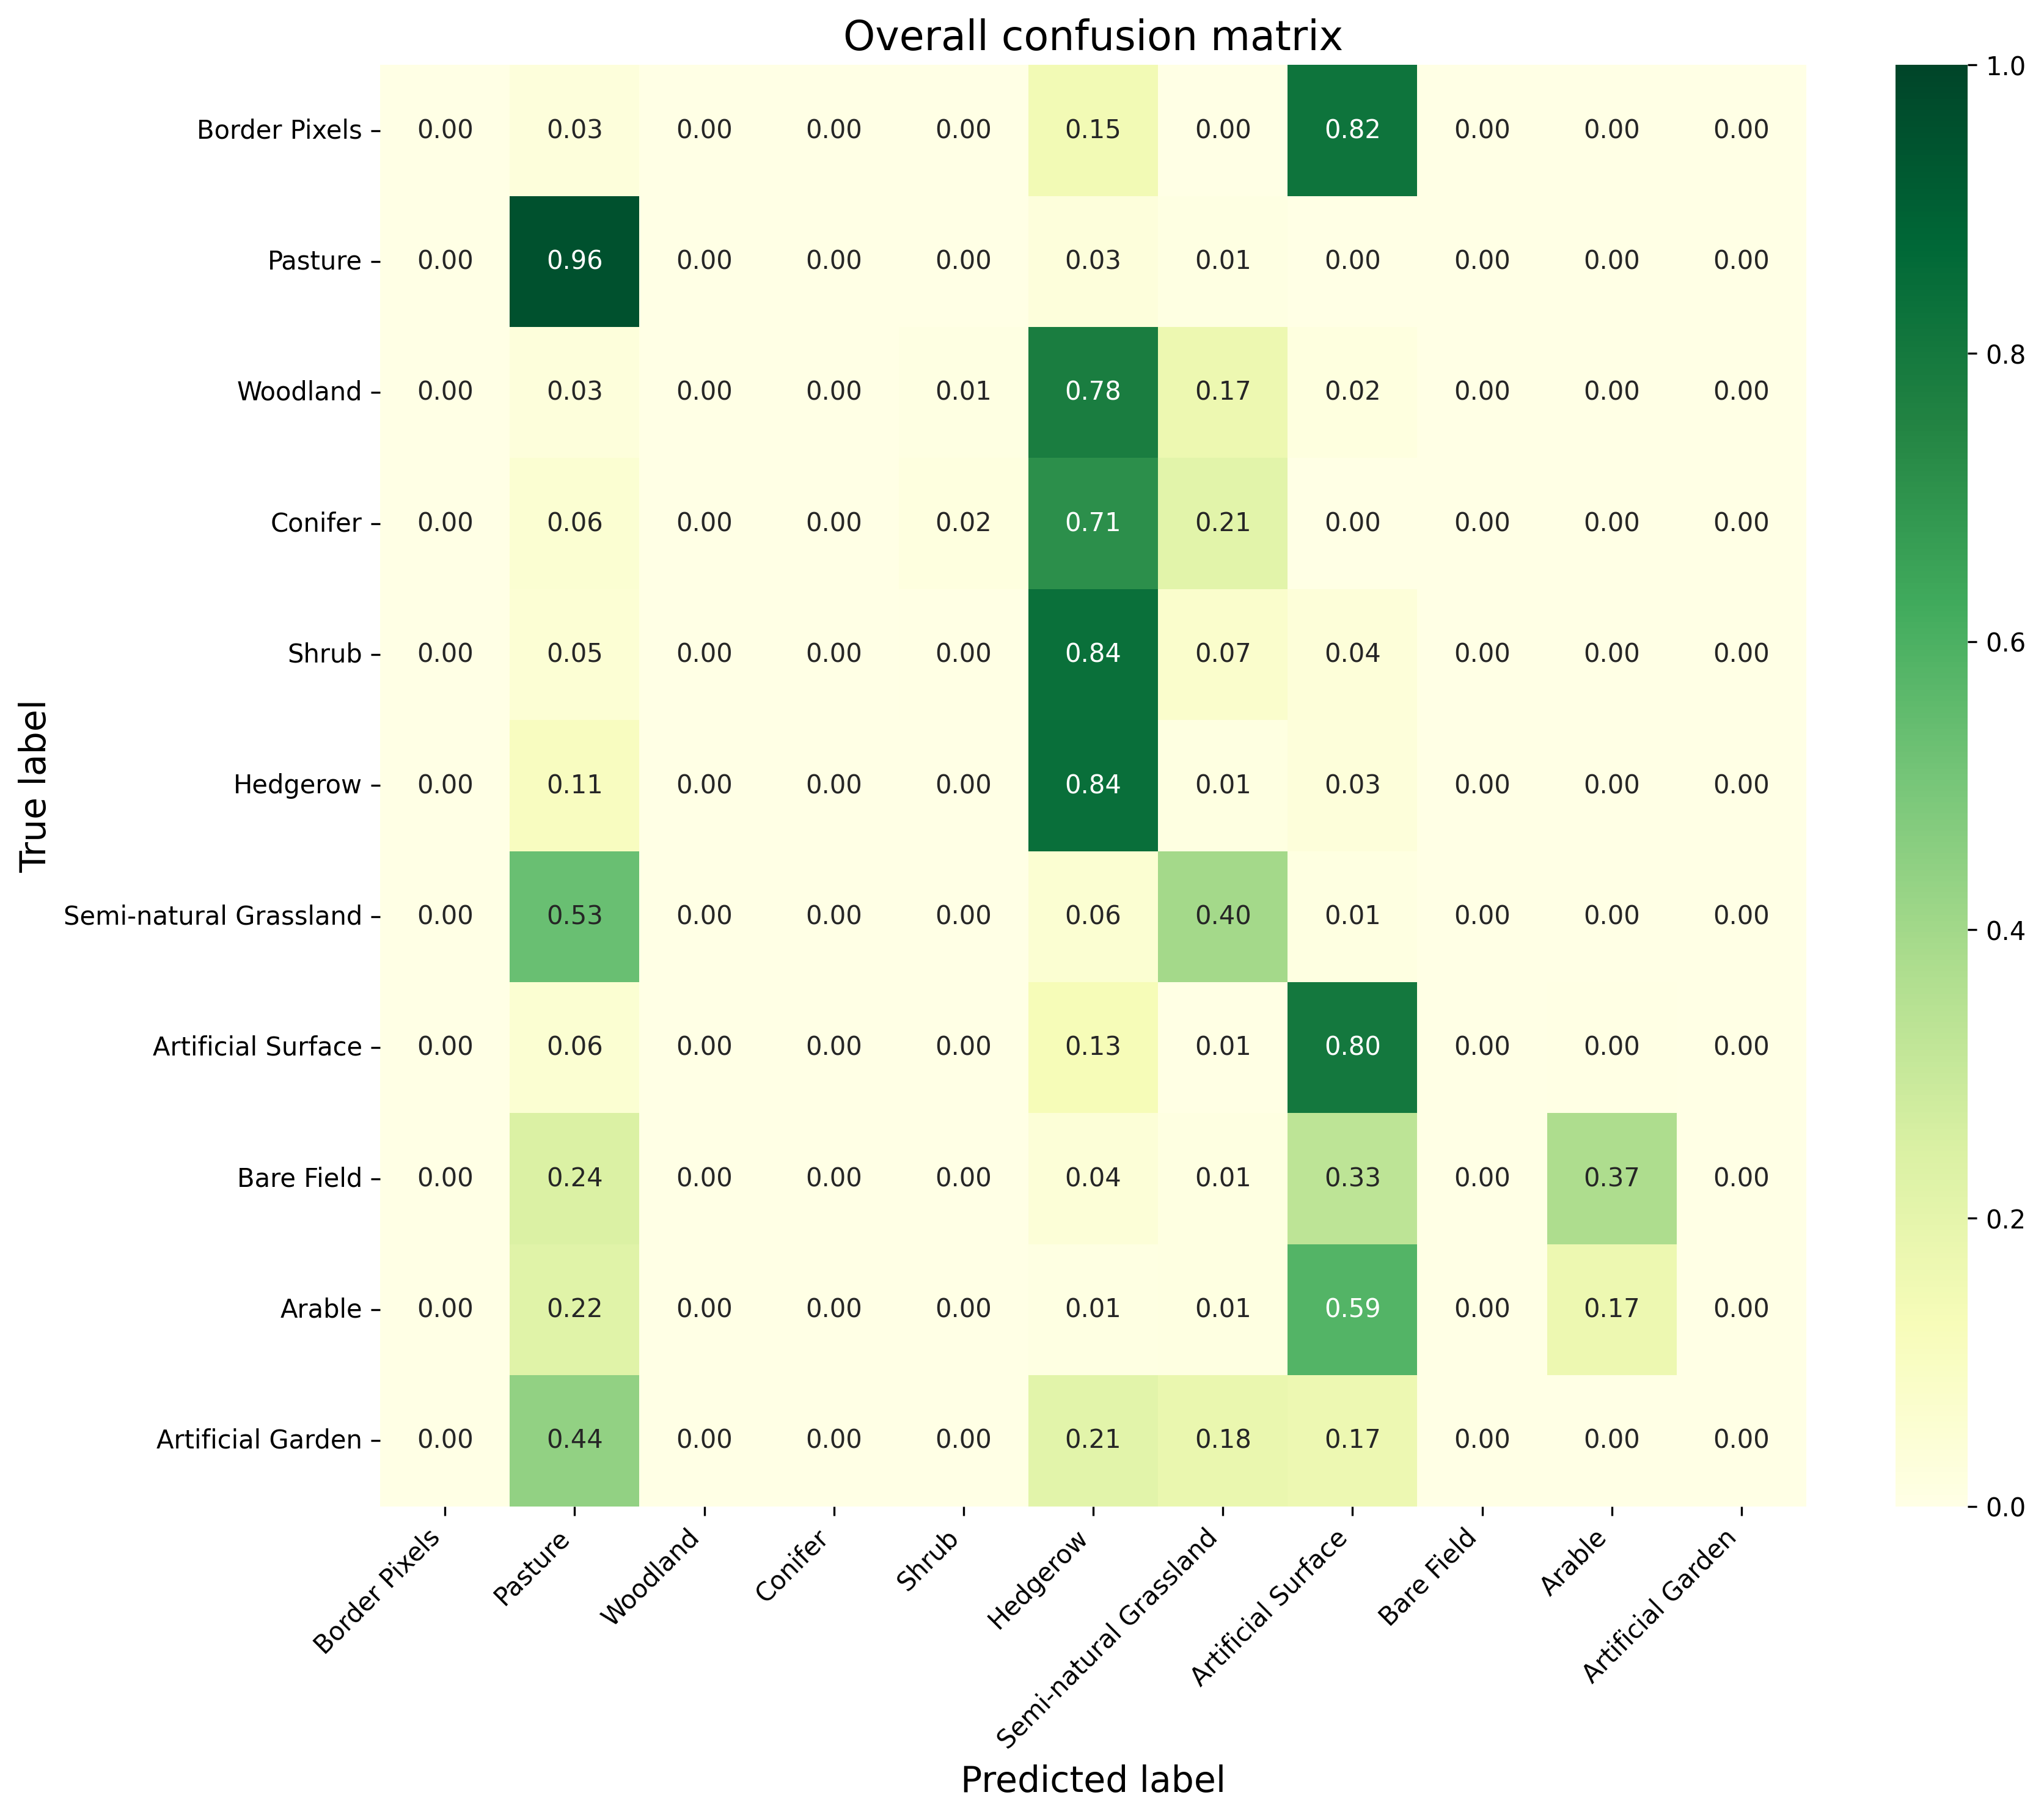 Overall confusion matrix
Border Pixels 0.00 0.03 0.00 0.00 0.00 0.15 0.00 0.82 0.00 0.00 0.00
Pasture 0.00 0.96 0.00 0.00 0.00 0.03 0.01 0.00 0.00 0.00 0.00
Woodland 0.00 0.03 0.00 0.00 0.01 0.78 0.17 0.02 0.00 0.00 0.00
Conifer 0.00 0.06 0.00 0.00 0.02 0.71 0.21 0.00 0.00 0.00 0.00
Shrub 0.00 0.05 0.00 0.00 0.00 0.84 0.07 0.04 0.00 0.00 0.00
Hedgerow 0.00 0.11 0.00 0.00 0.00 0.84 0.01 0.03 0.00 0.00 0.00
Semi-natural Grassland 0.00 0.53 0.00 0.00 0.00 0.06 0.40 0.01 0.00 0.00 0.00
Artificial Surface 0.00 0.06 0.00 0.00 0.00 0.13 0.01 0.80 0.00 0.00 0.00
Bare Field 0.00 0.24 0.00 0.00 0.00 0.04 0.01 0.33 0.00 0.37 0.00
Arable 0.00 0.22 0.00 0.00 0.00 0.01 0.01 0.59 0.00 0.17 0.00
Artificial Garden 0.00 0.44 0.00 0.00 0.00 0.21 0.18 0.17 0.00 0.00 0.00
True label
Border Pixels
Pasture
Woodland
Conifer
Shrub
Hedgerow
Semi-natural Grassland
Artificial Surface
Bare Field
Arable
Artificial Garden
Predicted label
1.0
0.8
0.6
0.4
0.2
0.0